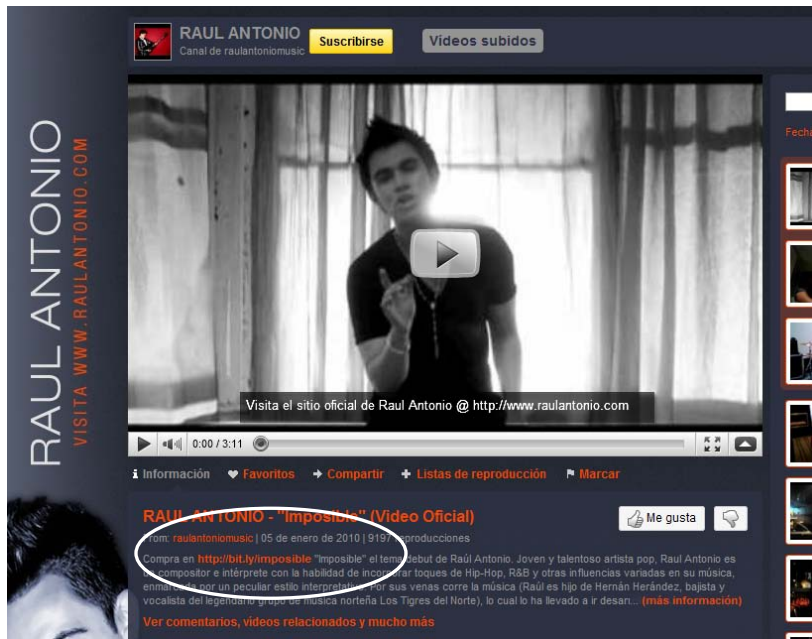 RAUL ANTONIO
Canal de raulantoniomusic
Suscribirse
Videos subidos
RAUL ANTONIO
VISITA WWW.RAULANTONIO.COM
Fecha
Visita el sitio oficial de Raul Antonio @ http://www.raulantonio.com
0:00 / 3:11
Información Favoritos Compartir Listas de reproducción Marcar
RAUL ANTONIO - "Imposible" (Video Oficial)
Me gusta
From: raulantoniomusic | 05 de enero de 2010 | 9197 reproducciones
Compra en http://bit.ly/imposible "Imposible" el tema debut de Raúl Antonio. Joven y talentoso artista pop, Raul Antonio es
un compositor e intérprete con la habilidad de incorporar toques de Hip-Hop, R&B y otras influencias variadas en su música,
enmarcada por un peculiar estilo interpretativo. Por sus venas corre la música (Raúl es hijo de Hernán Herández, bajista y
vocalista del legendario grupo de música norteña Los Tigres del Norte), lo cual lo ha llevado a ir desarr... (más información)
Ver comentarios, vídeos relacionados y mucho más